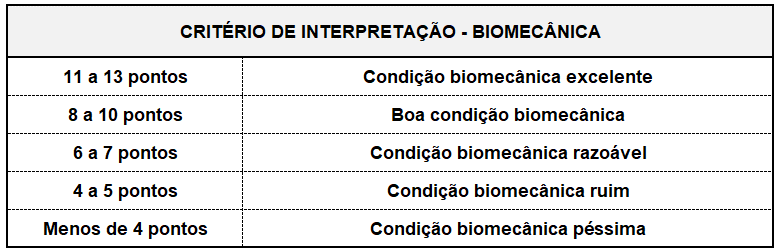 CRITÉRIO DE INTERPRETAÇÃO - BIOMECÂNICA
11 a 13 pontos Condição biomecânica excelente
8 a 10 pontos Boa condição biomecânica
6 a 7 pontos Condição biomecânica razoável
4 a 5 pontos Condição biomecânica ruim
Menos de 4 pontos Condição biomecânica péssima